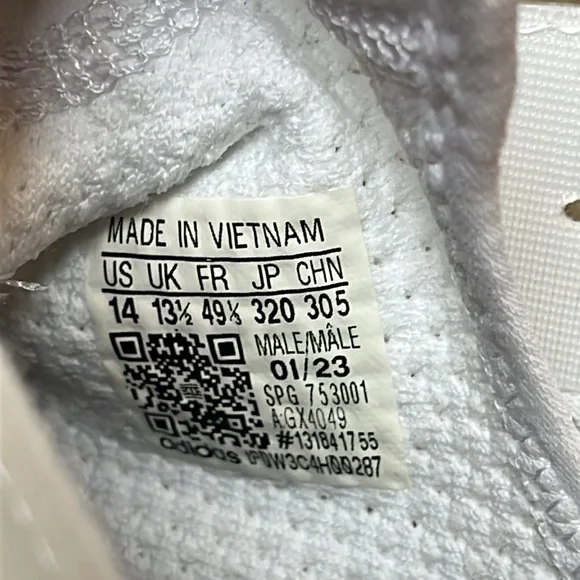 MADE IN VIETNAM
US UK FR JP CHN
14 13½ 49⅓ 320 305
MALE/MÂLE
01/23
SPG 753001
A:GX4049
#131841755
adidas